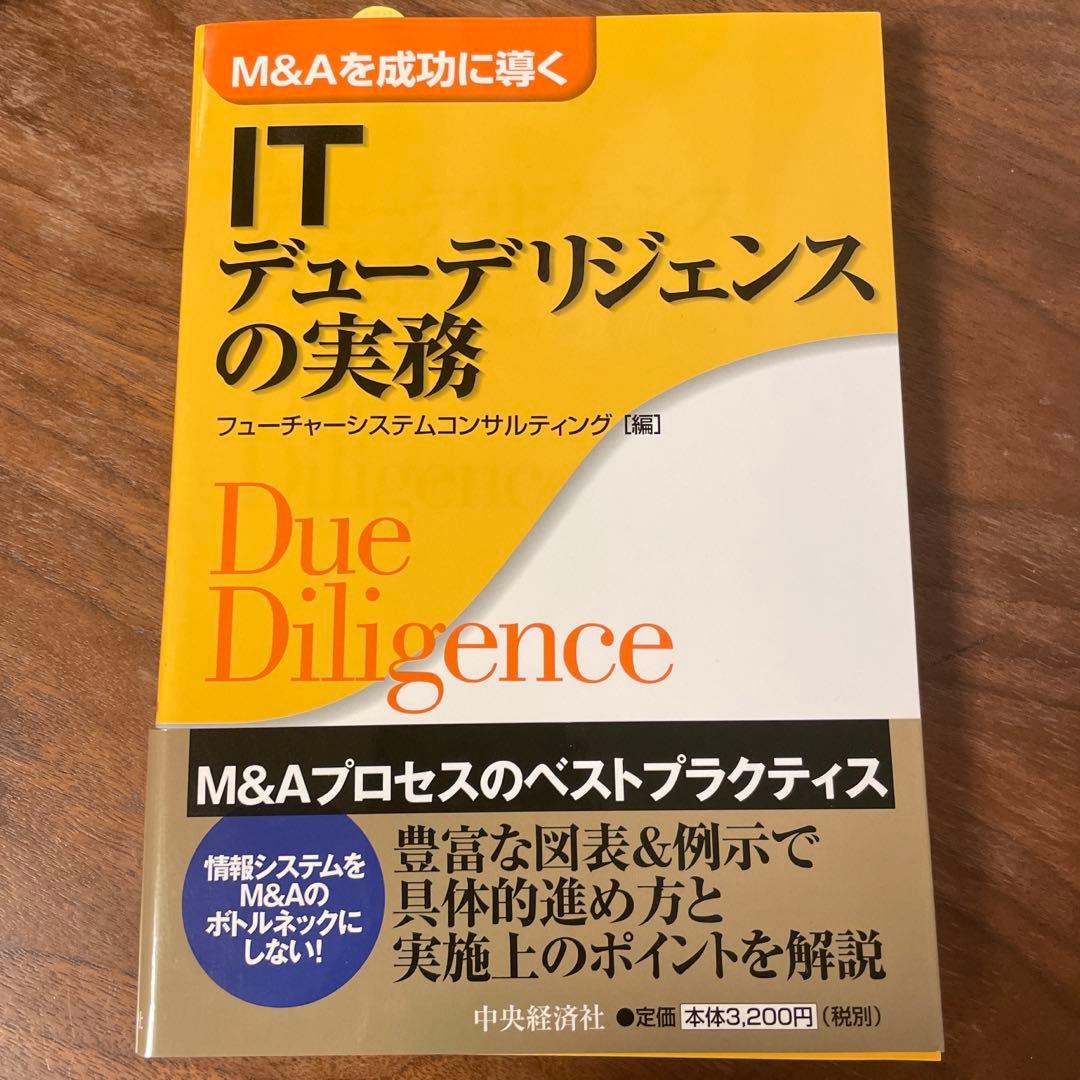 M&Aを成功に導く
IT
デューデリジェンス
の実務
フューチャーシステムコンサルティング [編]
Due
Diligence
M&Aプロセスのベストプラクティス
情報システムを
M&Aの
ボトルネックに
しない!
豊富な図表&例示で
具体的進め方と
実施上のポイントを解説
中央経済社 ●定価 本体3,200円 (税別)